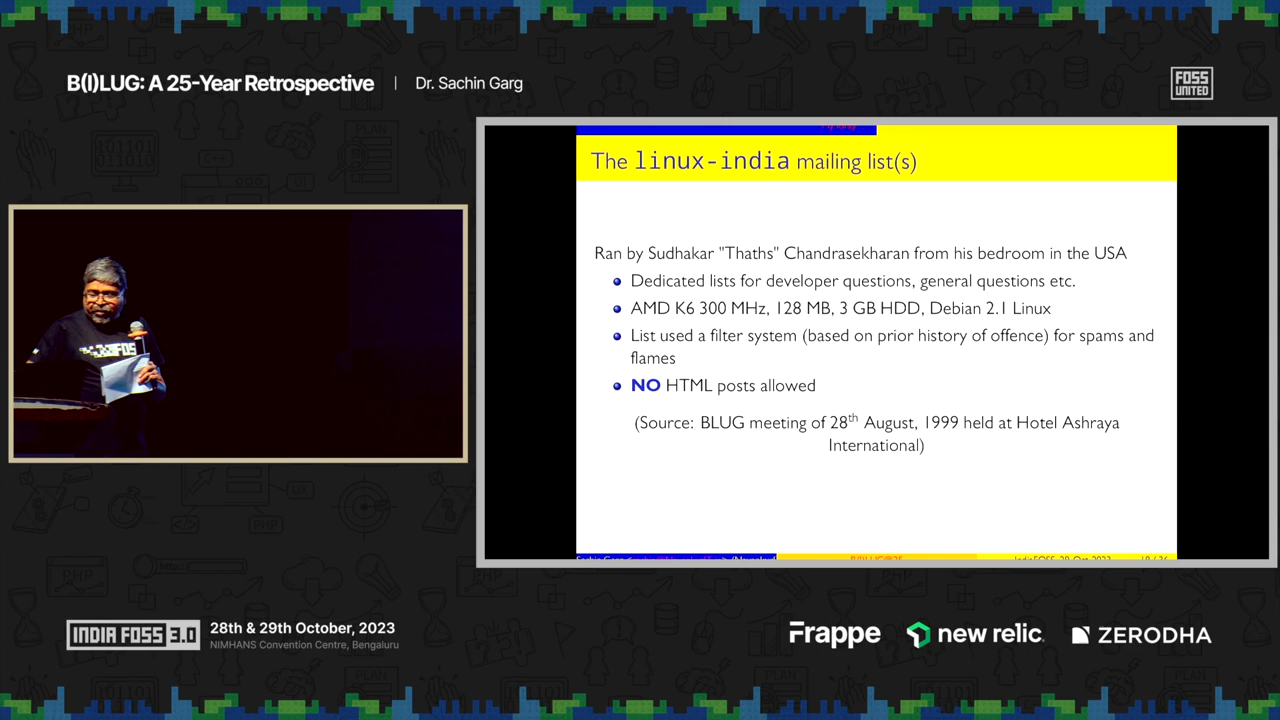 B(I)LUG: A 25-Year Retrospective | Dr. Sachin Garg
FOSS
UNITED
The linux-india mailing list(s)
Ran by Sudhakar "Thaths" Chandrasekharan from his bedroom in the USA
Dedicated lists for developer questions, general questions etc.
AMD K6 300 MHz, 128 MB, 3 GB HDD, Debian 2.1 Linux
List used a filter system (based on prior history of offence) for spams and
flames
NO HTML posts allowed
(Source: BLUG meeting of 28th August, 1999 held at Hotel Ashraya
International)
INDIA FOSS 3.0
28th & 29th October, 2023
NIMHANS Convention Centre, Bengaluru
Frappe
new relic
ZERODHA